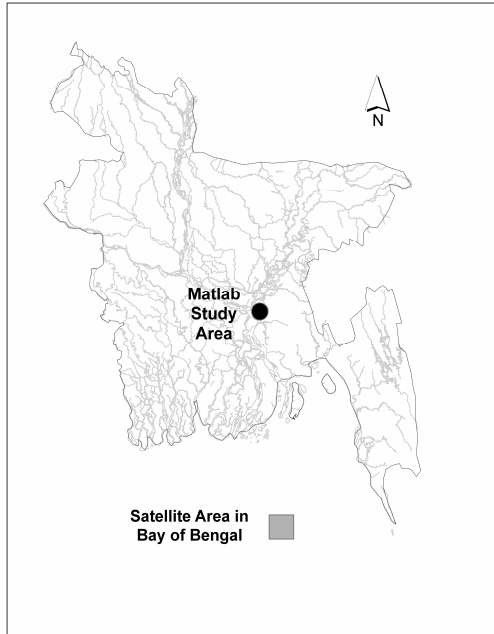 N
Matlab
Study
Area
Satellite Area in
Bay of Bengal